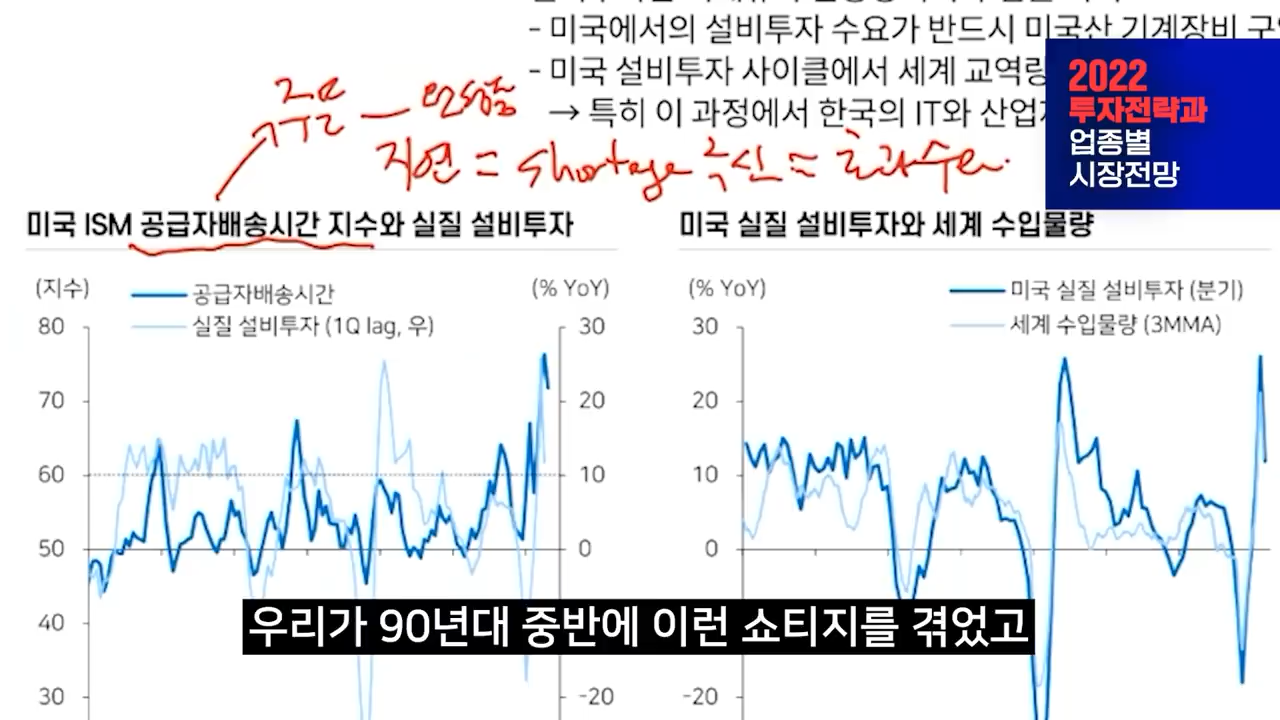 - 미국에서의 설비투자 수요가 반드시 미국산 기계장비 구
- 미국 설비투자 사이클에서 세계 교역량
→ 특히 이 과정에서 한국의 IT와 산업
2022
투자전략과
업종별
시장전망
주문
지연 = shortage 극심 = 초과수요.
미국 ISM 공급자배송시간 지수와 실질 설비투자
(지수)
(% YoY)
공급자배송시간
실질 설비투자 (1Q lag, 우)
80
70
60
50
40
30
30
20
10
0
-20
미국 실질 설비투자와 세계 수입물량
(% YoY)
미국 실질 설비투자 (분기)
세계 수입물량 (3MMA)
30
20
10
0
-20
우리가 90년대 중반에 이런 쇼티지를 겪었고